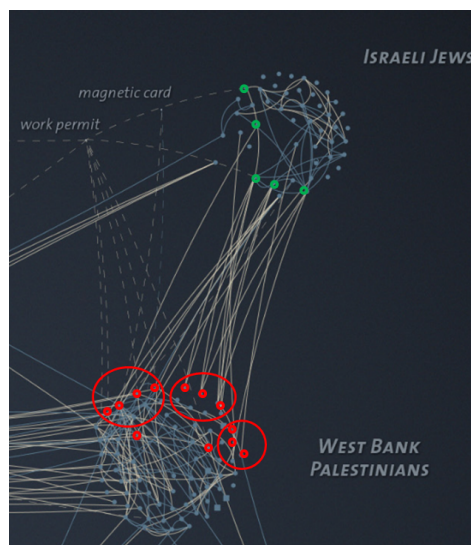 ISRAELI JEWS
magnetic card
work permit
WEST BANK
PALESTINIANS